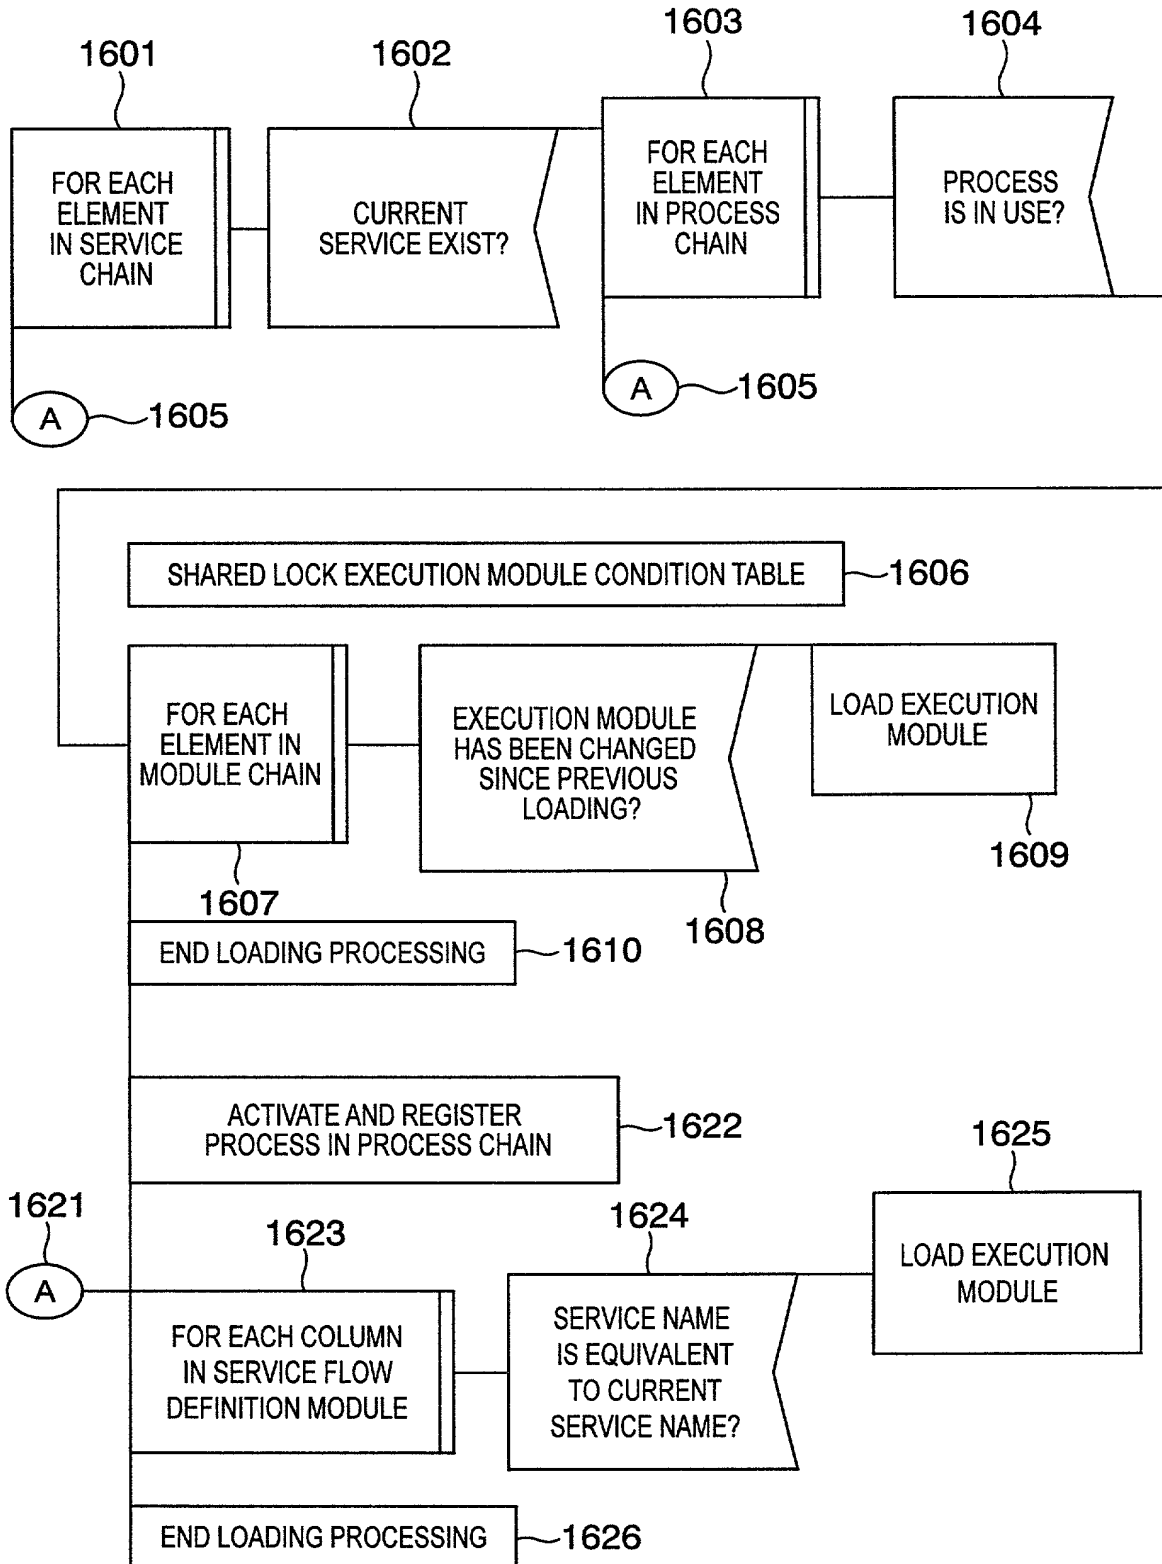 1601
1602
1603
1604
FOR EACH
ELEMENT
IN SERVICE
CHAIN
CURRENT
SERVICE EXIST?
FOR EACH
ELEMENT
IN PROCESS
CHAIN
PROCESS
IS IN USE?
A
1605
A
1605
SHARED LOCK EXECUTION MODULE CONDITION TABLE
1606
FOR EACH
ELEMENT IN
MODULE CHAIN
1607
EXECUTION MODULE
HAS BEEN CHANGED
SINCE PREVIOUS
LOADING?
1608
LOAD EXECUTION
MODULE
1609
END LOADING PROCESSING
1610
ACTIVATE AND REGISTER
PROCESS IN PROCESS CHAIN
1622
1621
A
1623
FOR EACH COLUMN
IN SERVICE FLOW
DEFINITION MODULE
1624
SERVICE NAME
IS EQUIVALENT
TO CURRENT
SERVICE NAME?
1625
LOAD EXECUTION
MODULE
END LOADING PROCESSING
1626